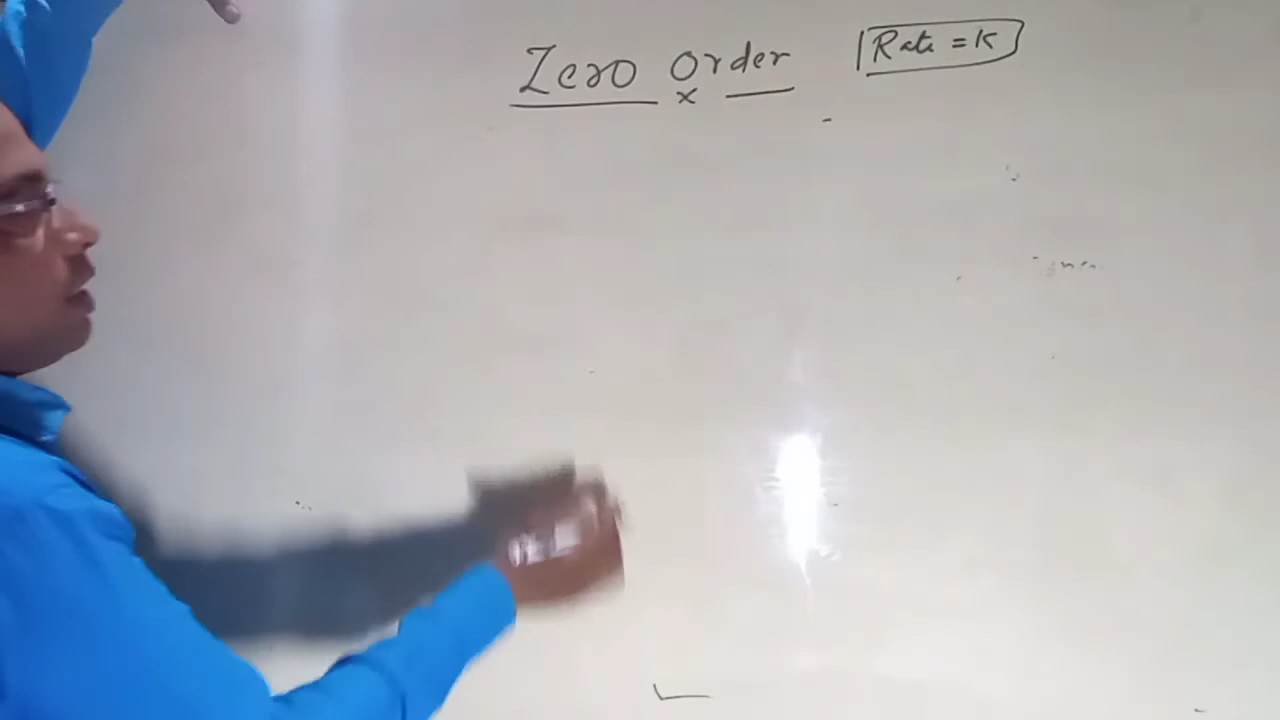 Zero Order Rate = K